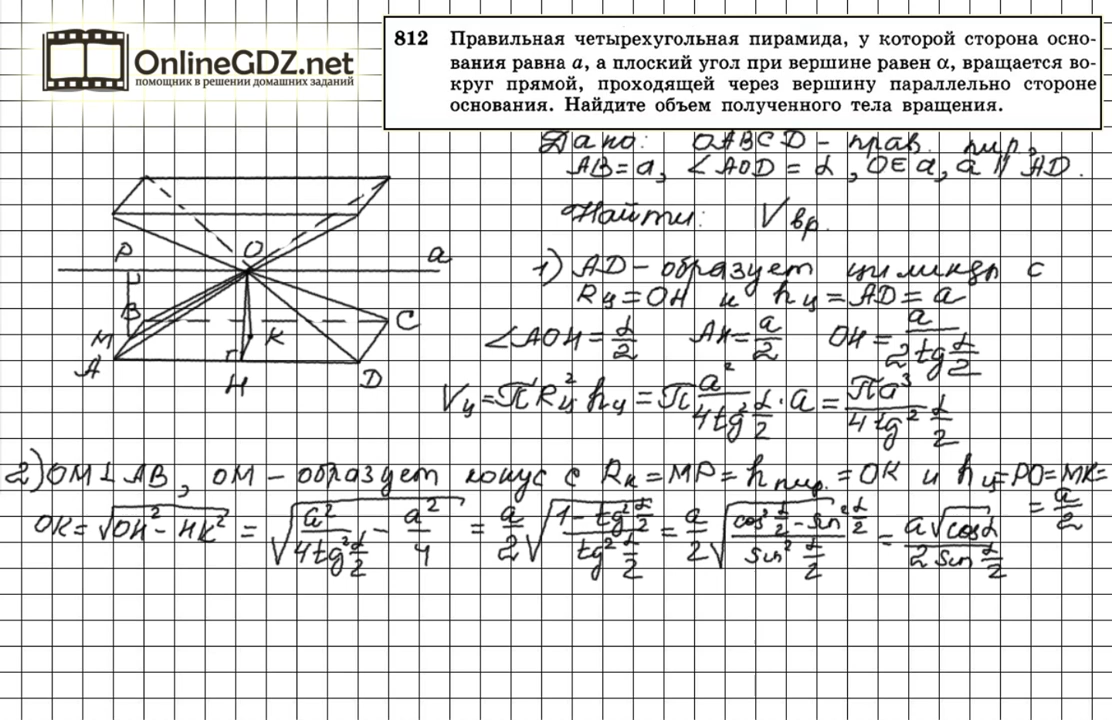 OnlineGDZ.net
помощник в решении домашних заданий
812 Правильная четырехугольная пирамида, у которой сторона осно-
вания равна a, а плоский угол при вершине равен α, вращается во-
круг прямой, проходящей через вершину параллельно стороне
основания. Найдите объем полученного тела вращения.
Дано: OABCD – прав. пир,
AB=a, ∠AOD = α, O∈a, a ∥ AD.
Найти: Vвр.
P O a
B C
M K
A H D
1) AD – образует цилиндр с
Rц=OH и hц=AD=a
∠AOH=α/2 AH=a/2 OH=a/(2tg α/2)
Vц=πRц²hц=π a²/(4tg² α/2)·a=πa³/(4tg² α/2)
2) OM⊥AB, OM – образует конус с Rк=MP=hпир.=OK и hц=PO=MK=
=a/2
OK=√(OH²-HK²)=√(a²/(4tg² α/2) - a²/4)=a/2 √((1-tg² α/2)/(tg² α/2))=a/2 √((cos² α/2 - sin² α/2)/(sin² α/2))=a√cosα/(2sin α/2)